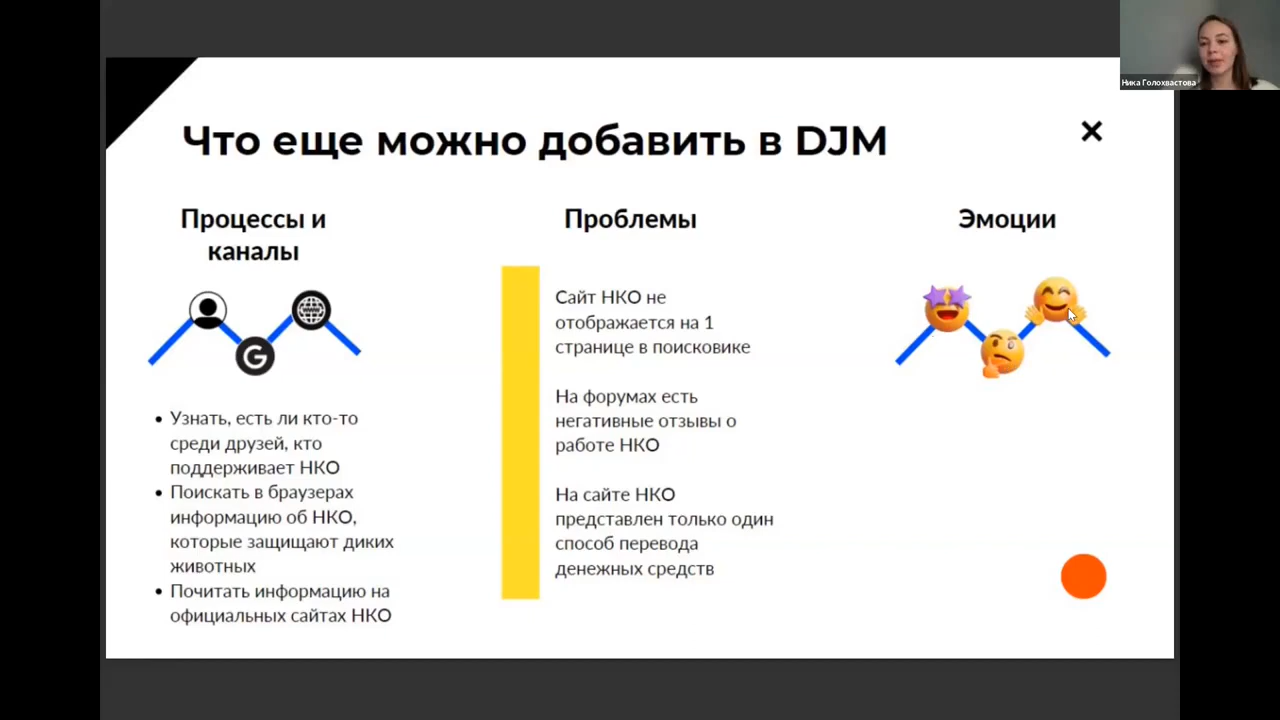 Ника Голохвастова
Что еще можно добавить в DJM
Процессы и
каналы
G
Узнать, есть ли кто-то
среди друзей, кто
поддерживает НКО
Поискать в браузерах
информацию об НКО,
которые защищают диких
животных
Почитать информацию на
официальных сайтах НКО
Проблемы
Сайт НКО не
отображается на 1
странице в поисковике
На форумах есть
негативные отзывы о
работе НКО
На сайте НКО
представлен только один
способ перевода
денежных средств
Эмоции